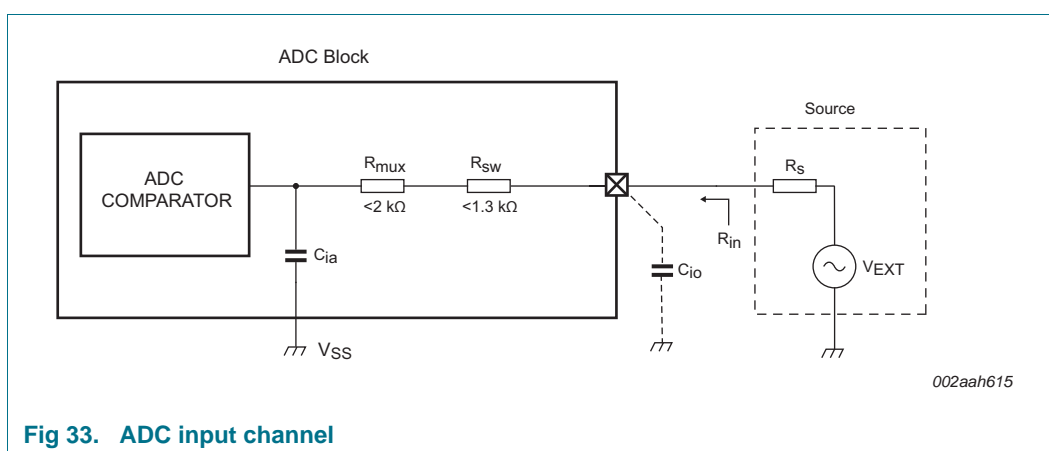 ADC Block
Source
ADC
COMPARATOR
Rmux
<2 kΩ
Rsw
<1.3 kΩ
Rs
Rin
Cia
Cio
VEXT
VSS
002aah615
Fig 33. ADC input channel